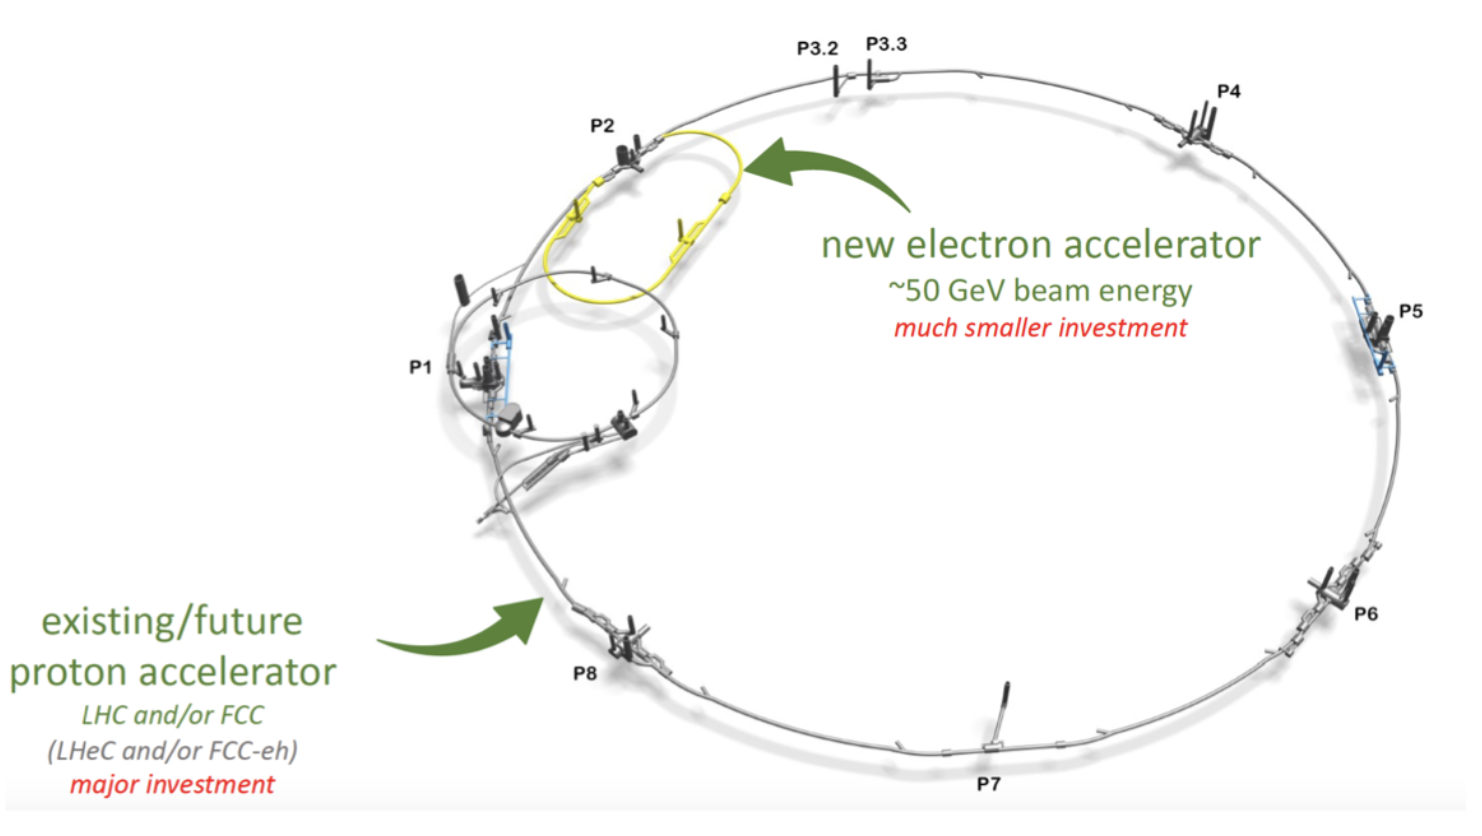 P3.2
P3.3
P4
P2
new electron accelerator
~50 GeV beam energy
much smaller investment
P5
P1
existing/future
proton accelerator
LHC and/or FCC
(LHeC and/or FCC-eh)
major investment
P6
P8
P7